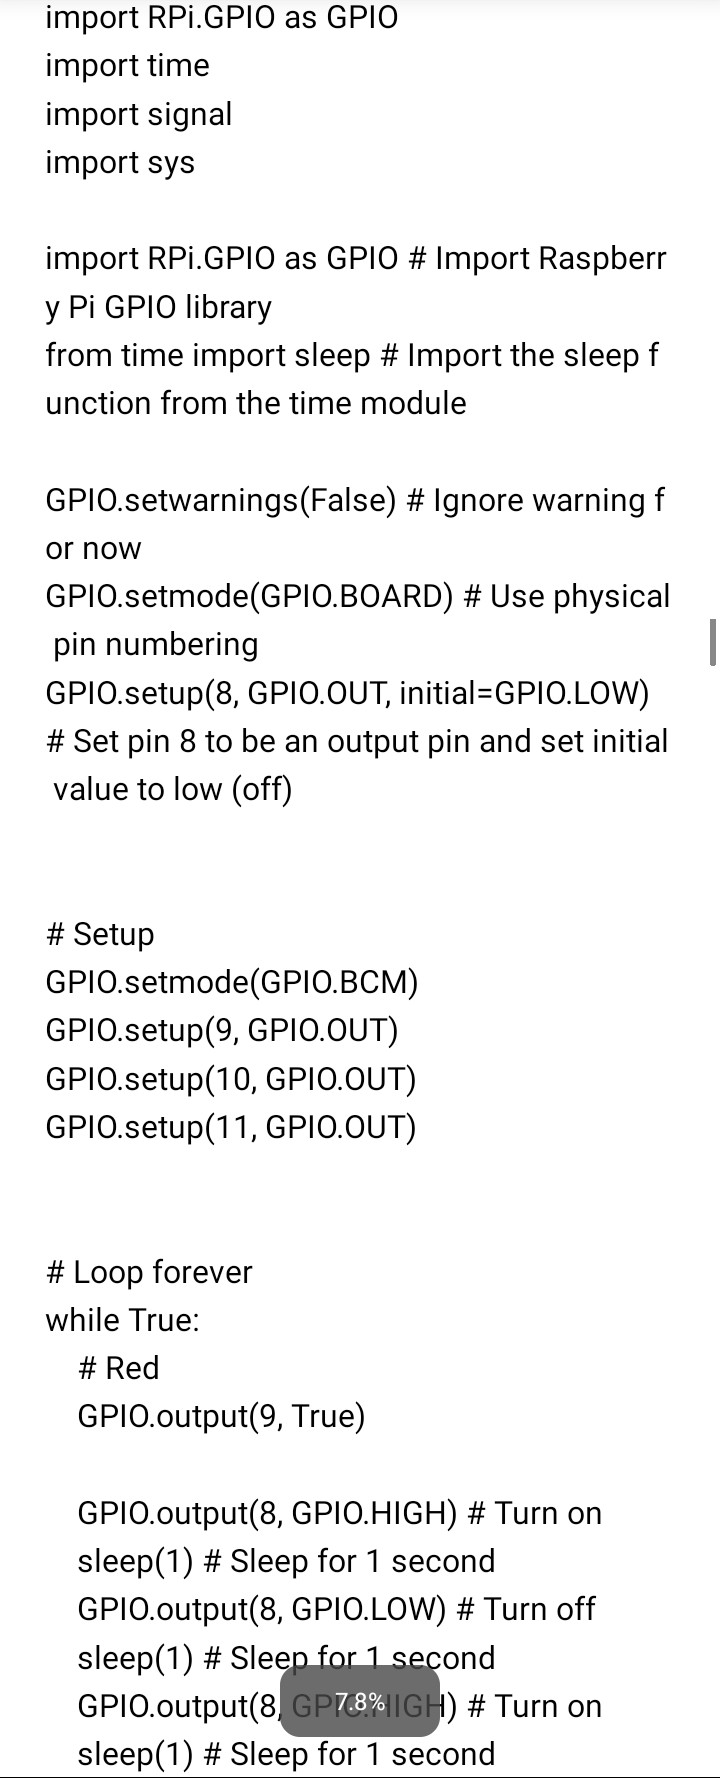 import RPi.GPIO as GPIO
import time
import signal
import sys
import RPi.GPIO as GPIO # Import Raspberr
y Pi GPIO library
from time import sleep # Import the sleep f
unction from the time module
GPIO.setwarnings(False) # Ignore warning f
or now
GPIO.setmode(GPIO.BOARD) # Use physical
pin numbering
GPIO.setup(8, GPIO.OUT, initial=GPIO.LOW)
# Set pin 8 to be an output pin and set initial
value to low (off)
# Setup
GPIO.setmode(GPIO.BCM)
GPIO.setup(9, GPIO.OUT)
GPIO.setup(10, GPIO.OUT)
GPIO.setup(11, GPIO.OUT)
# Loop forever
while True:
    # Red
    GPIO.output(9, True)
    GPIO.output(8, GPIO.HIGH) # Turn on
    sleep(1) # Sleep for 1 second
    GPIO.output(8, GPIO.LOW) # Turn off
    sleep(1) # Sleep for 1 second
    GPIO.output(8, GPIO.HIGH) # Turn on
7.8%
    sleep(1) # Sleep for 1 second